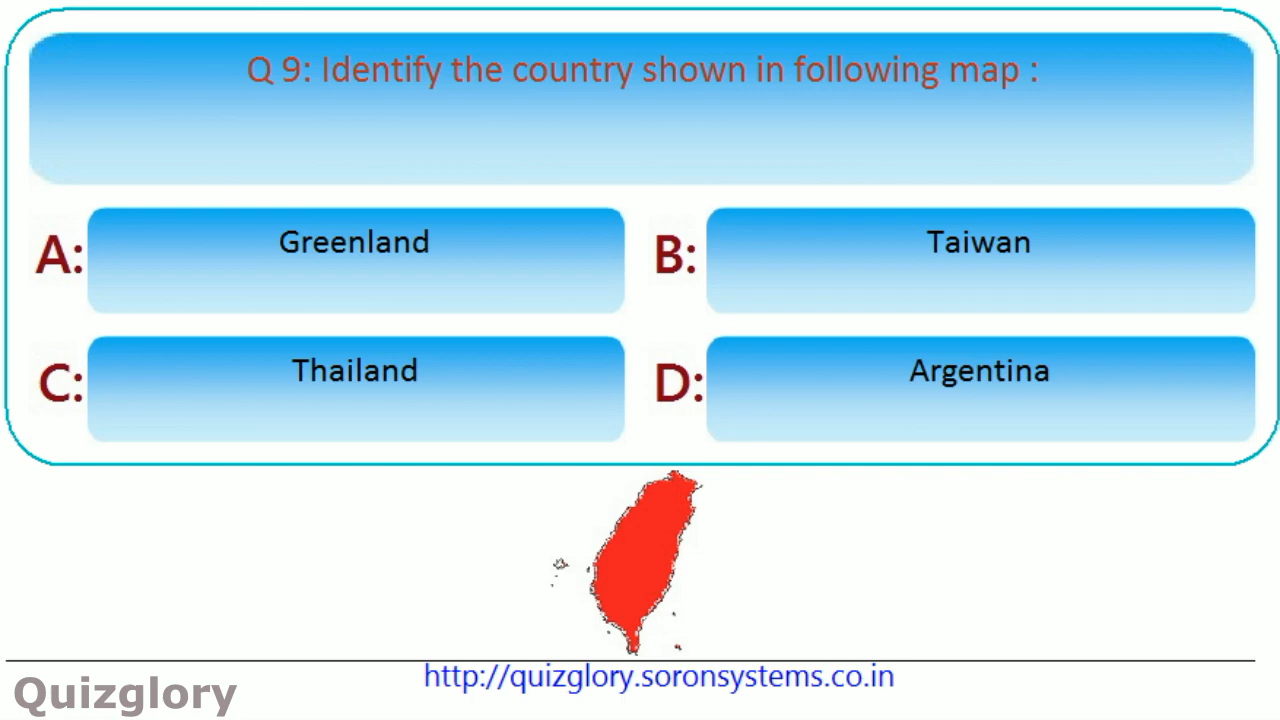 Q 9: Identify the country shown in following map :
A: Greenland
B: Taiwan
C: Thailand
D: Argentina
http://quizglory.soronsystems.co.in
Quizglory